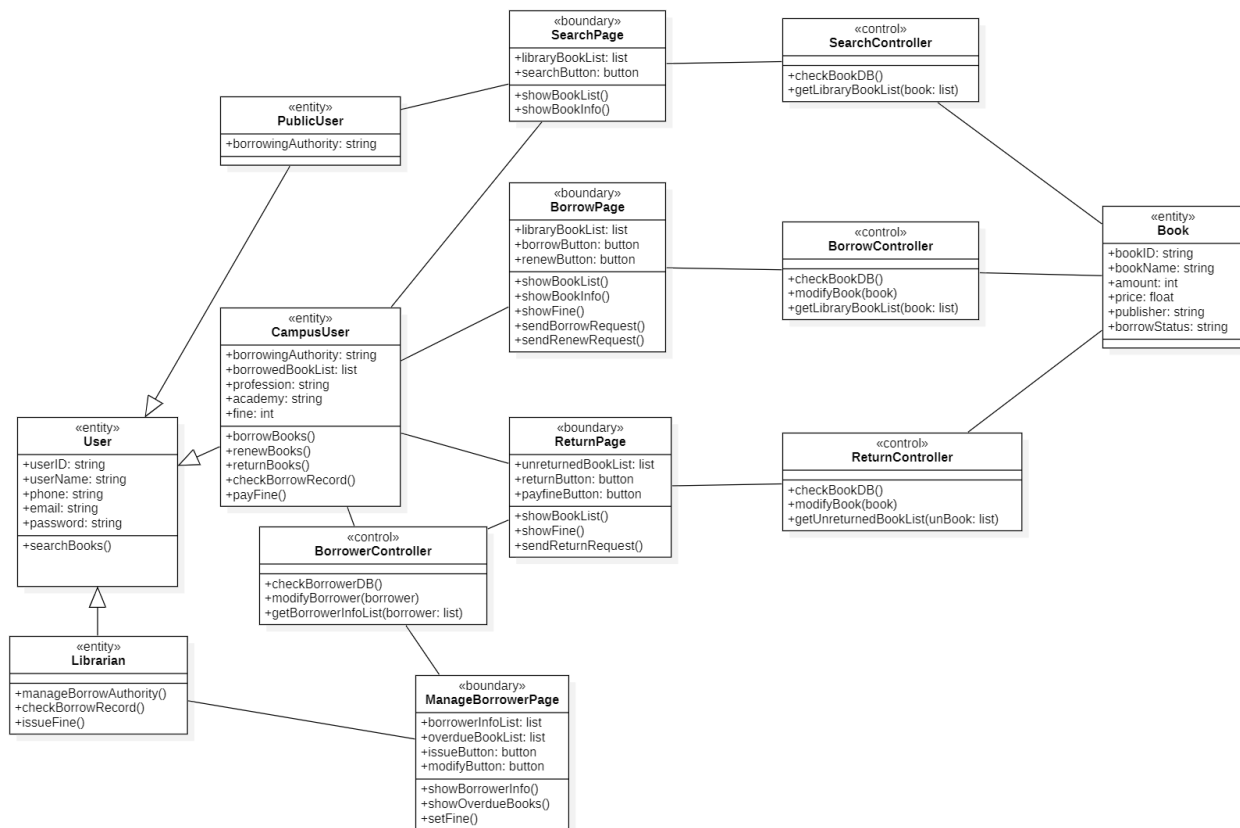 «boundary»
SearchPage
+libraryBookList: list
+searchButton: button
+showBookList()
+showBookInfo()
«control»
SearchController
+checkBookDB()
+getLibraryBookList(book: list)
«entity»
PublicUser
+borrowingAuthority: string
«boundary»
BorrowPage
+libraryBookList: list
+borrowButton: button
+renewButton: button
+showBookList()
+showBookInfo()
+showFine()
+sendBorrowRequest()
+sendRenewRequest()
«control»
BorrowController
+checkBookDB()
+modifyBook(book)
+getLibraryBookList(book: list)
«entity»
Book
+bookID: string
+bookName: string
+amount: int
+price: float
+publisher: string
+borrowStatus: string
«entity»
CampusUser
+borrowingAuthority: string
+borrowedBookList: list
+profession: string
+academy: string
+fine: int
+borrowBooks()
+renewBooks()
+returnBooks()
+checkBorrowRecord()
+payFine()
«entity»
User
+userID: string
+userName: string
+phone: string
+email: string
+password: string
+searchBooks()
«boundary»
ReturnPage
+unreturnedBookList: list
+returnButton: button
+payfineButton: button
+showBookList()
+showFine()
+sendReturnRequest()
«control»
ReturnController
+checkBookDB()
+modifyBook(book)
+getUnreturnedBookList(unBook: list)
«control»
BorrowerController
+checkBorrowerDB()
+modifyBorrower(borrower)
+getBorrowerInfoList(borrower: list)
«entity»
Librarian
+manageBorrowAuthority()
+checkBorrowRecord()
+issueFine()
«boundary»
ManageBorrowerPage
+borrowerInfoList: list
+overdueBookList: list
+issueButton: button
+modifyButton: button
+showBorrowerInfo()
+showOverdueBooks()
+setFine()